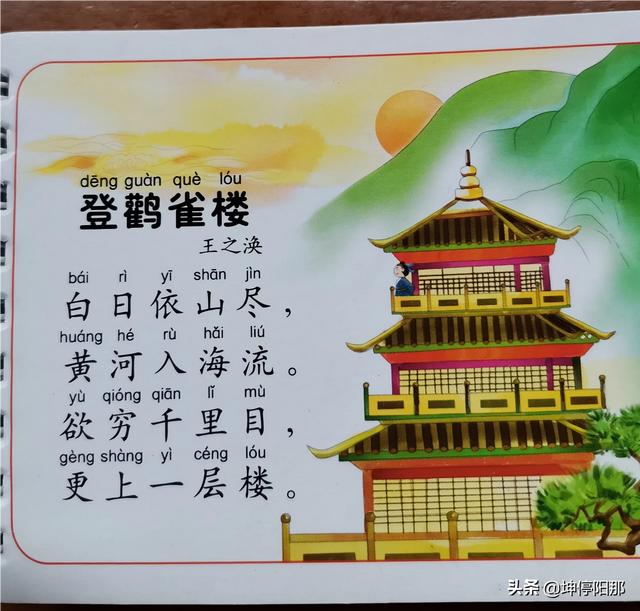 dēng guàn què lóu
登鹳雀楼
王之涣
bái rì yī shān jìn
白日依山尽，
huáng hé rù hǎi liú
黄河入海流。
yù qióng qiān lǐ mù
欲穷千里目，
gèng shàng yì céng lóu
更上一层楼。
头条 @坤停阳那